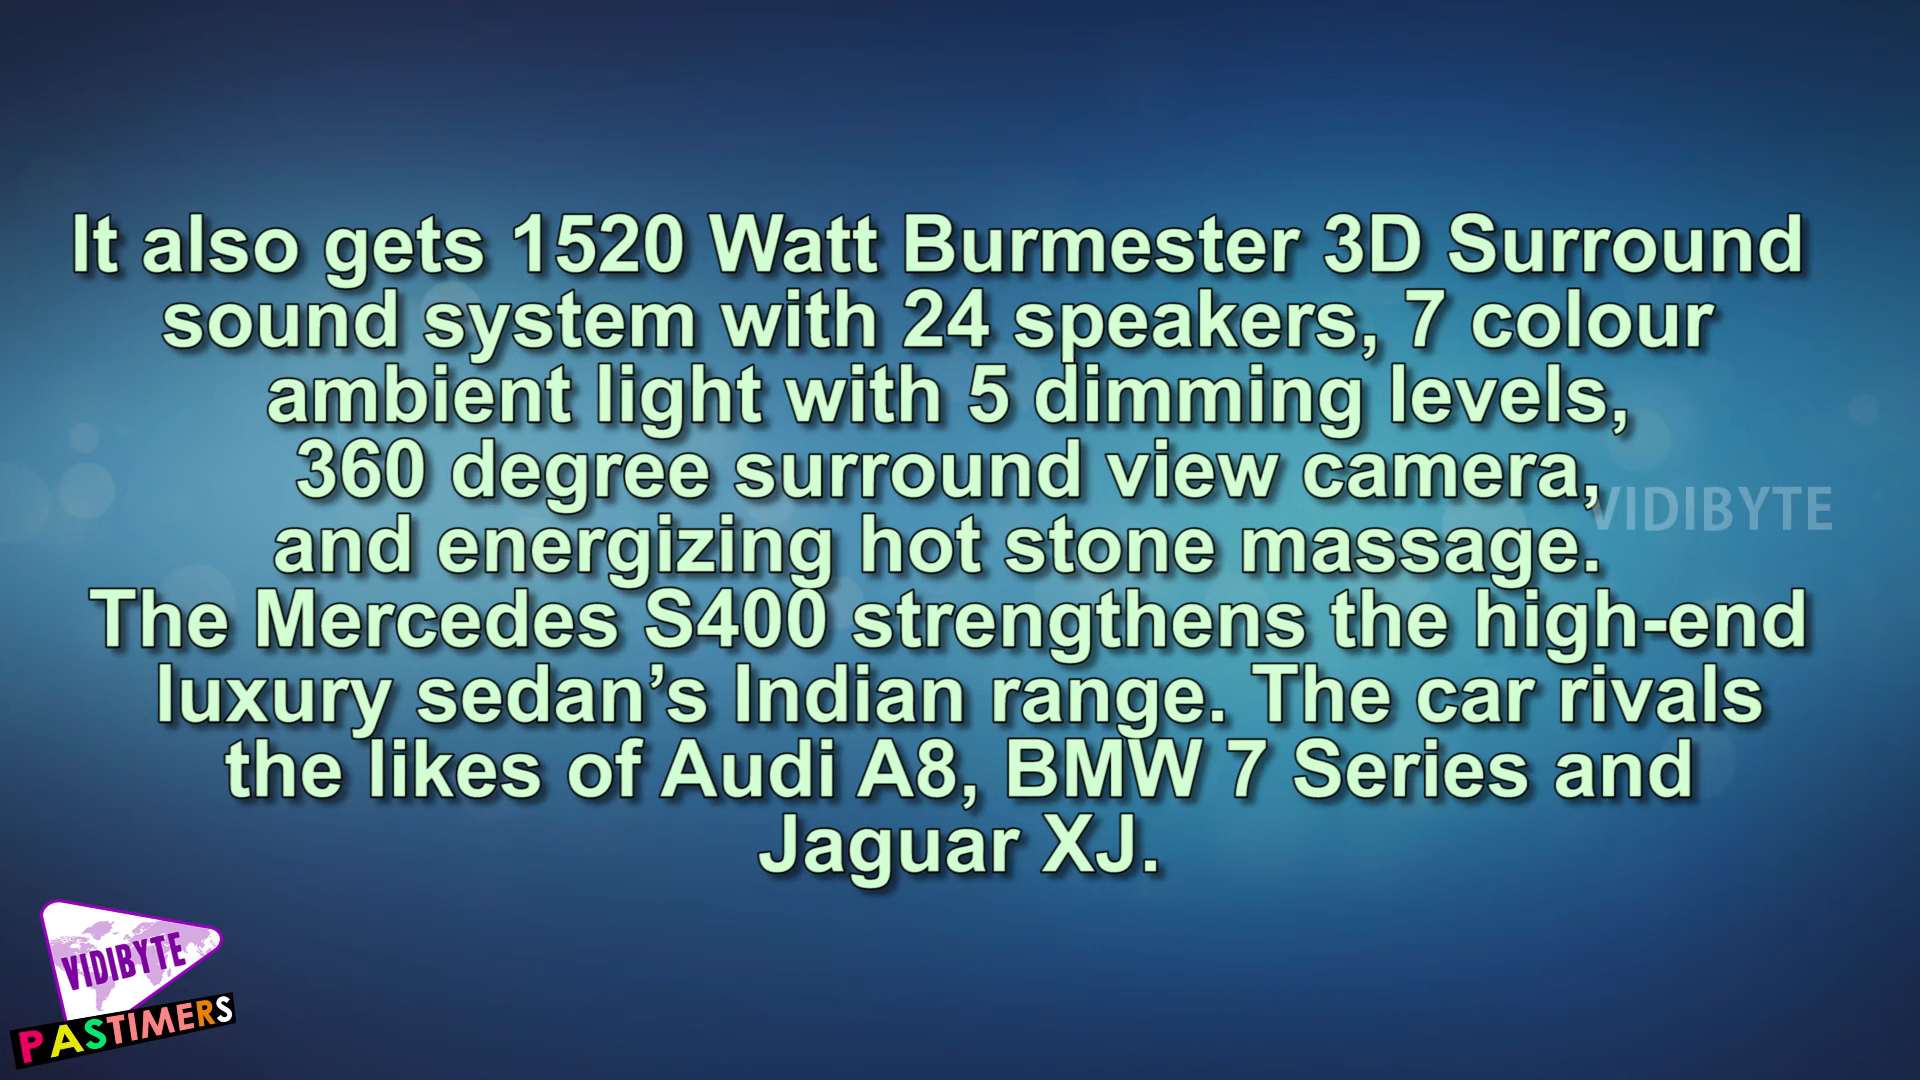 It also gets 1520 Watt Burmester 3D Surround
sound system with 24 speakers, 7 colour
ambient light with 5 dimming levels,
360 degree surround view camera,
and energizing hot stone massage.
The Mercedes S400 strengthens the high-end
luxury sedan’s Indian range. The car rivals
the likes of Audi A8, BMW 7 Series and
Jaguar XJ.
VIDIBYTE
VIDIBYTE
PASTIMERS